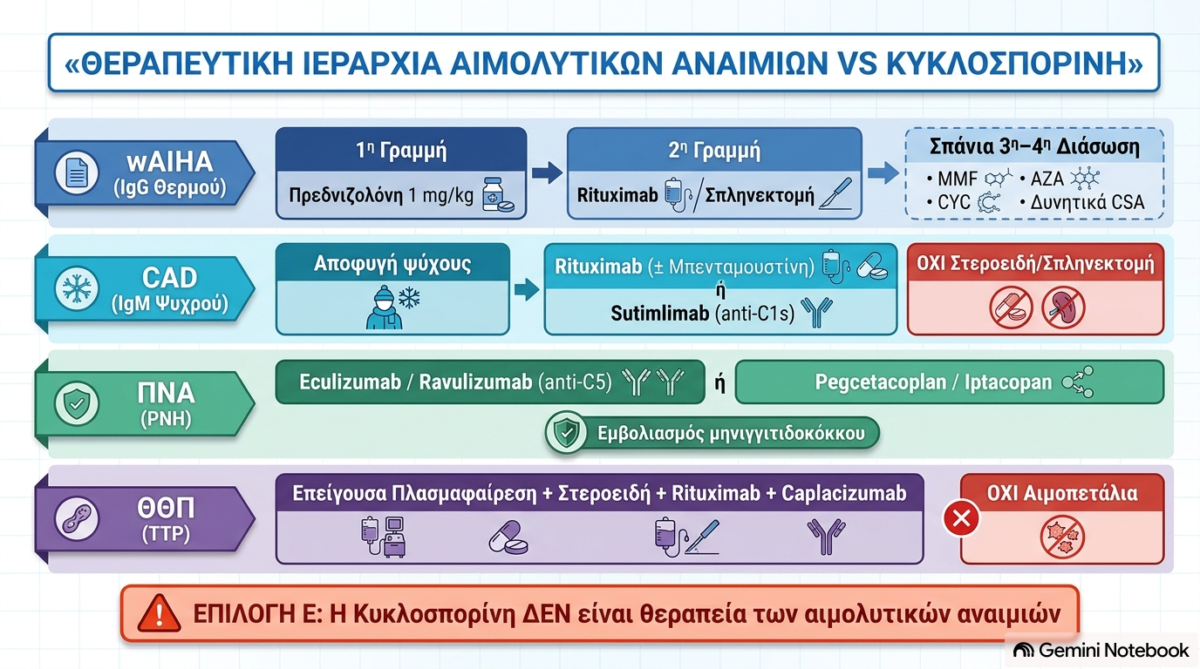 «ΘΕΡΑΠΕΥΤΙΚΗ ΙΕΡΑΡΧΙΑ ΑΙΜΟΛΥΤΙΚΩΝ ΑΝΑΙΜΙΩΝ VS ΚΥΚΛΟΣΠΟΡΙΝΗ»
wAIHA
(IgG Θερμού)
1η Γραμμή
Πρεδνιζολόνη 1 mg/kg
2η Γραμμή
Rituximab / Σπληνεκτομή
Σπάνια 3η–4η Διάσωση
• MMF • AZA
• CYC • Δυνητικά CSA
CAD
(IgM Ψυχρού)
Αποφυγή ψύχους
Rituximab (± Μπενταμουστίνη)
ή
Sutimlimab (anti-C1s)
ΟΧΙ Στεροειδή/Σπληνεκτομή
ΠΝΑ
(PNH)
Eculizumab / Ravulizumab (anti-C5)
ή
Pegcetacoplan / Iptacopan
Εμβολιασμός μηνιγγιτιδοκόκκου
ΘΘΠ
(TTP)
Επείγουσα Πλασμαφαίρεση + Στεροειδή + Rituximab + Caplacizumab
ΟΧΙ Αιμοπετάλια
ΕΠΙΛΟΓΗ Ε: Η Κυκλοσπορίνη ΔΕΝ είναι θεραπεία των αιμολυτικών αναιμιών
Gemini Notebook